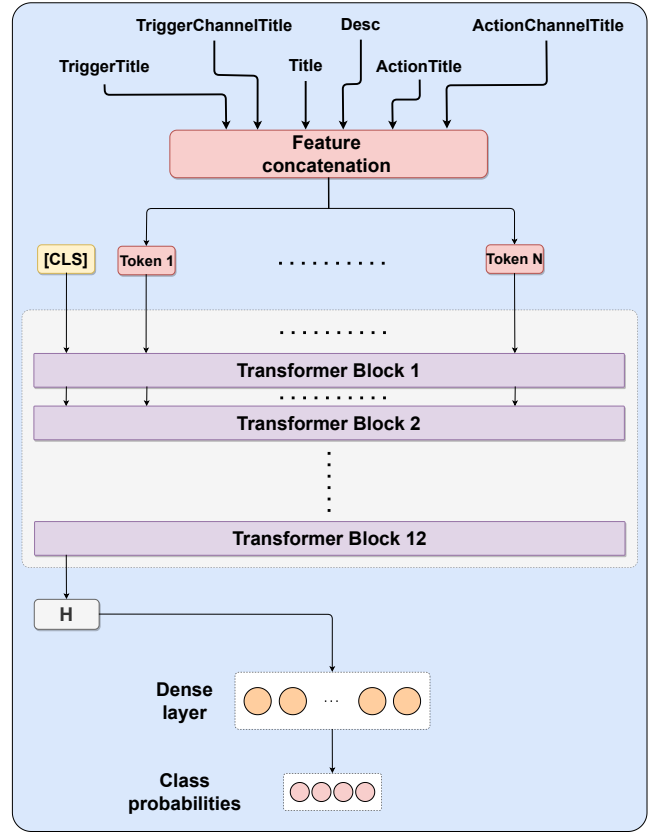 TriggerChannelTitle
Desc
ActionChannelTitle
TriggerTitle
Title
ActionTitle
Feature
concatenation
[CLS]
Token 1
..........
Token N
..........
Transformer Block 1
..........
Transformer Block 2
Transformer Block 12
H
Dense
layer
...
Class
probabilities